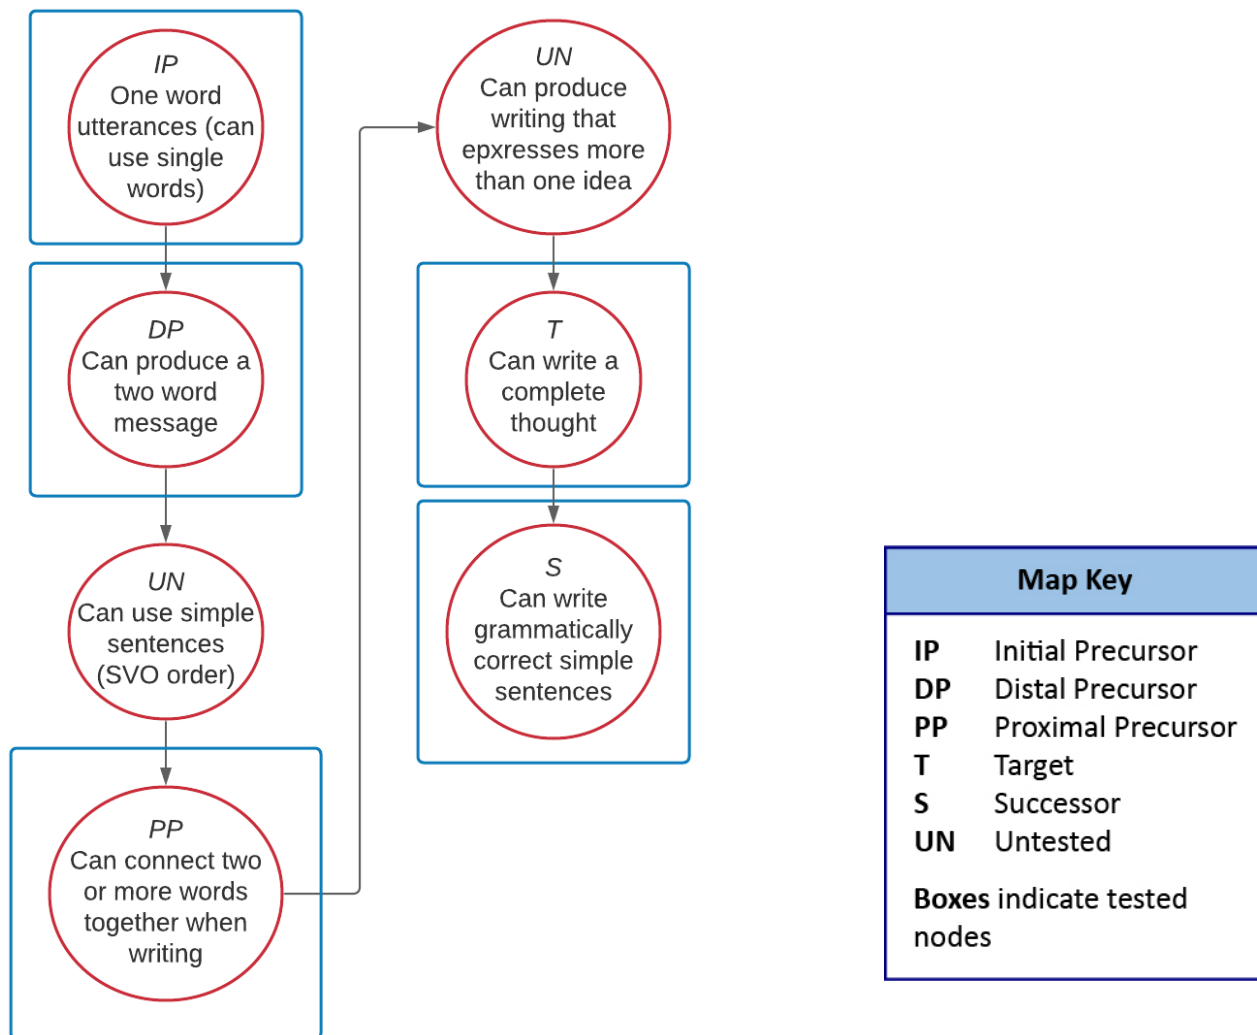 IP
One word
utterances (can
use single
words)
DP
Can produce a
two word
message
UN
Can use simple
sentences
(SVO order)
PP
Can connect two
or more words
together when
writing
UN
Can produce
writing that
epxresses more
than one idea
T
Can write a
complete
thought
S
Can write
grammatically
correct simple
sentences
Map Key
IP Initial Precursor
DP Distal Precursor
PP Proximal Precursor
T Target
S Successor
UN Untested
Boxes indicate tested
nodes